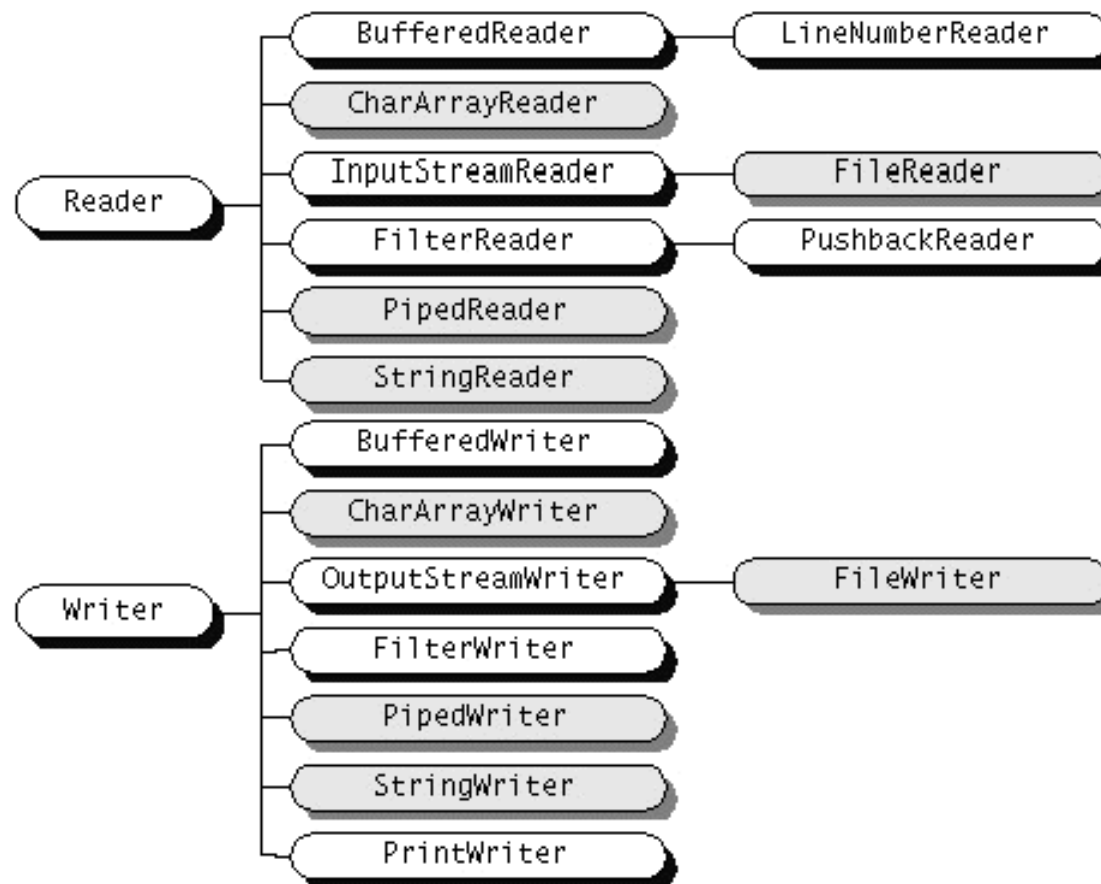 BufferedReader
LineNumberReader
CharArrayReader
InputStreamReader
FileReader
Reader
FilterReader
PushbackReader
PipedReader
StringReader
BufferedWriter
CharArrayWriter
OutputStreamWriter
FileWriter
Writer
FilterWriter
PipedWriter
StringWriter
PrintWriter